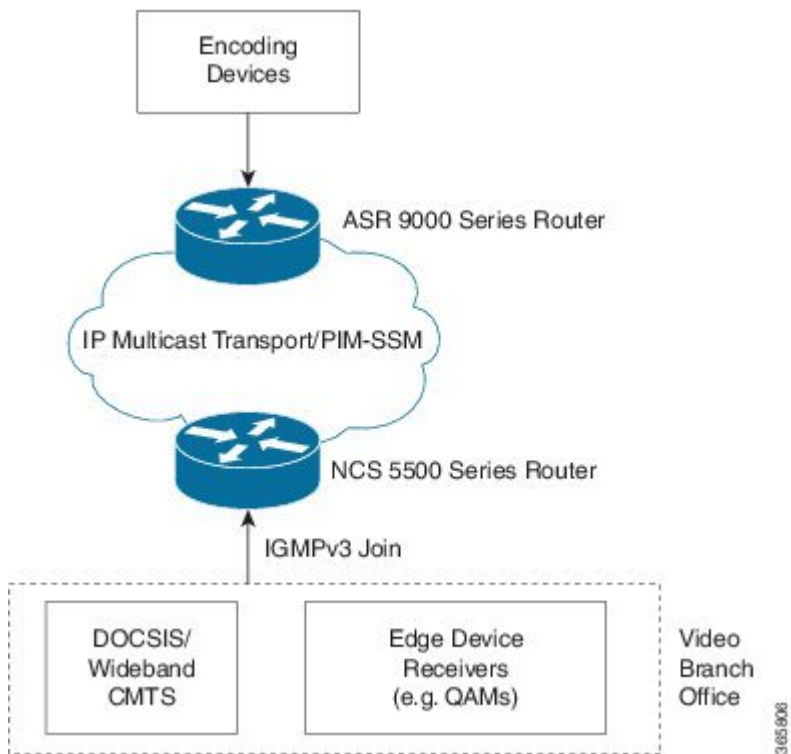 Encoding
Devices
ASR 9000 Series Router
IP Multicast Transport/PIM-SSM
NCS 5500 Series Router
IGMPv3 Join
DOCSIS/
Wideband
CMTS
Edge Device
Receivers
(e.g. QAMs)
Video
Branch
Office
365806